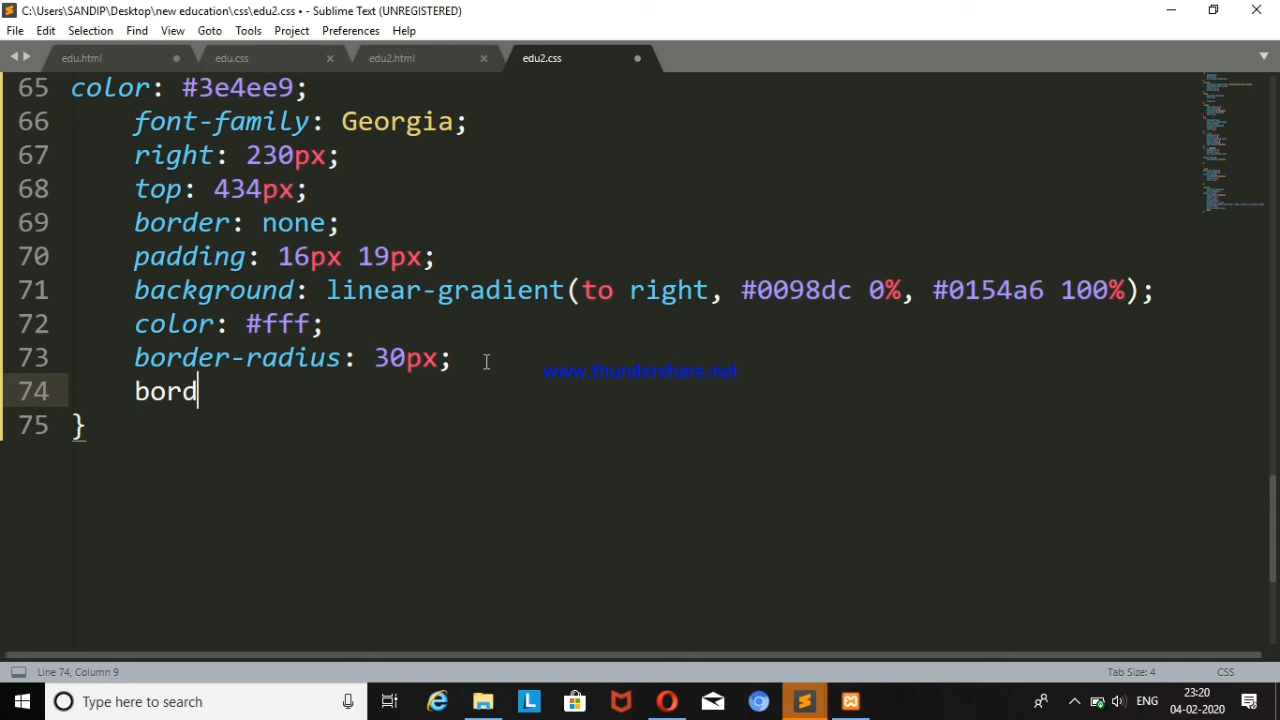 C:\Users\SANDIP\Desktop\new education\css\edu2.css • - Sublime Text (UNREGISTERED)
File Edit Selection Find View Goto Tools Project Preferences Help
edu.html edu.css edu2.html edu2.css
65 color: #3e4ee9;
66 font-family: Georgia;
67 right: 230px;
68 top: 434px;
69 border: none;
70 padding: 16px 19px;
71 background: linear-gradient(to right, #0098dc 0%, #0154a6 100%);
72 color: #fff;
73 border-radius: 30px;
www.thundershare.net
74 bord
75 }
Line 74, Column 9 Tab Size: 4 CSS
Type here to search ENG 23:20
04-02-2020